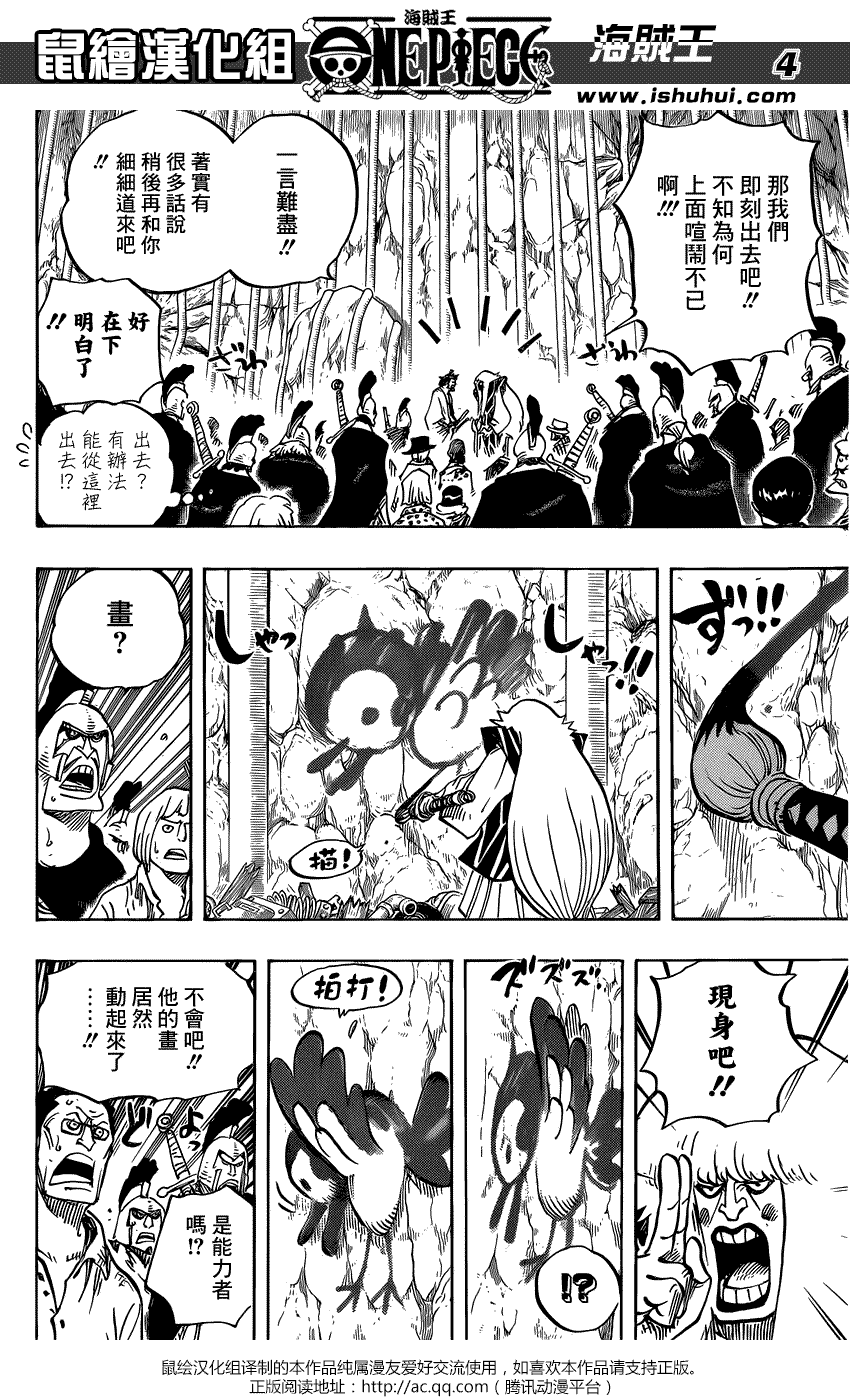 鼠繪漢化組
海賊王
ONE PIECE
海賊王
4
www.ishuhui.com
那我們
即刻出去吧!!
不知為何
上面喧鬧不已
啊!!!
一言難盡!!
著實有
很多話說
稍後再和你
細細道來吧
!!
好
在下
明白了
!!
出去？
有辦法
能從這裡
出去!?
ざわ
ざわ
ずっ!!
しゃっ!!
しゃっ
描!
畫？
現身吧!!
ズズズ
!?
拍打!
不會吧!!
他的畫
居然
動起來了
……!!
どよっ
是能力者
嗎!?
鼠绘汉化组译制的本作品纯属漫友爱好交流使用，如喜欢本作品请支持正版。
正版阅读地址：http://ac.qq.com（腾讯动漫平台）